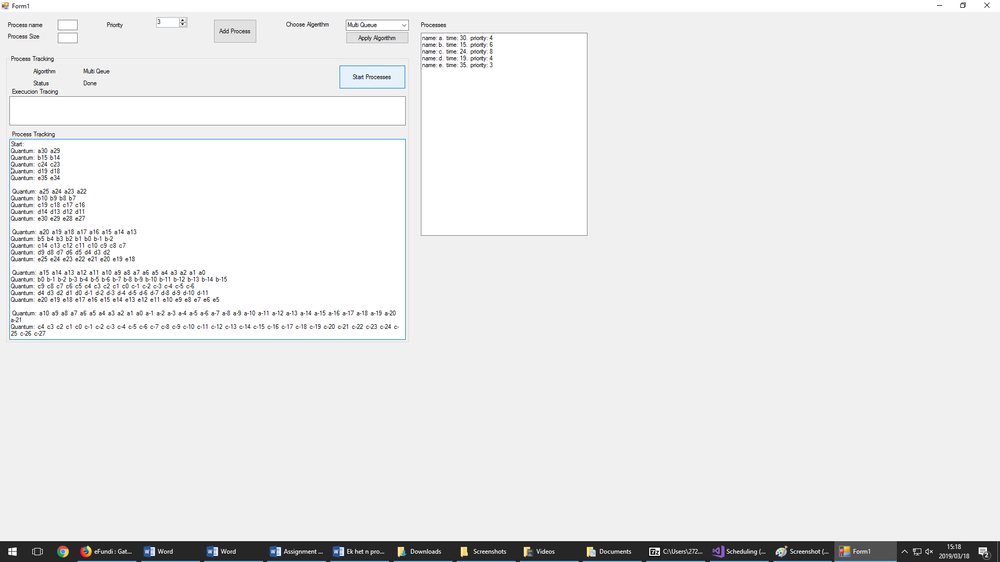 Form1
Process name
Priority
3
Add Process
Choose Algorithm
Multi Queue
Processes
Process Size
Apply Algorithm
name: a. time: 30. priority: 4
name: b. time: 15. priority: 6
name: c. time: 24. priority: 8
name: d. time: 19. priority: 4
name: e. time: 35. priority: 3
Process Tracking
Algorithm
Multi Qeue
Start Processes
Status
Done
Execucion Tracing
Process Tracking
Start:
Quantum: a30 a29
Quantum: b15 b14
Quantum: c24 c23
Quantum: d19 d18
Quantum: e35 e34
Quantum: a25 a24 a23 a22
Quantum: b10 b9 b8 b7
Quantum: c19 c18 c17 c16
Quantum: d14 d13 d12 d11
Quantum: e30 e29 e28 e27
Quantum: a20 a19 a18 a17 a16 a15 a14 a13
Quantum: b5 b4 b3 b2 b1 b0 b-1 b-2
Quantum: c14 c13 c12 c11 c10 c9 c8 c7
Quantum: d9 d8 d7 d6 d5 d4 d3 d2
Quantum: e25 e24 e23 e22 e21 e20 e19 e18
Quantum: a15 a14 a13 a12 a11 a10 a9 a8 a7 a6 a5 a4 a3 a2 a1 a0
Quantum: b0 b-1 b-2 b-3 b-4 b-5 b-6 b-7 b-8 b-9 b-10 b-11 b-12 b-13 b-14 b-15
Quantum: c9 c8 c7 c6 c5 c4 c3 c2 c1 c0 c-1 c-2 c-3 c-4 c-5 c-6
Quantum: d4 d3 d2 d1 d0 d-1 d-2 d-3 d-4 d-5 d-6 d-7 d-8 d-9 d-10 d-11
Quantum: e20 e19 e18 e17 e16 e15 e14 e13 e12 e11 e10 e9 e8 e7 e6 e5
Quantum: a10 a9 a8 a7 a6 a5 a4 a3 a2 a1 a0 a-1 a-2 a-3 a-4 a-5 a-6 a-7 a-8 a-9 a-10 a-11 a-12 a-13 a-14 a-15 a-16 a-17 a-18 a-19 a-20
a-21
Quantum: c4 c3 c2 c1 c0 c-1 c-2 c-3 c-4 c-5 c-6 c-7 c-8 c-9 c-10 c-11 c-12 c-13 c-14 c-15 c-16 c-17 c-18 c-19 c-20 c-21 c-22 c-23 c-24 c-
25 c-26 c-27
eFundi : Gat...
Word
Word
Assignment ...
Ek het n pro...
Downloads
Screenshots
Videos
Documents
7z
C:\Users\272...
Scheduling (...
Screenshot (...
Form1
15:18
2019/03/18
2